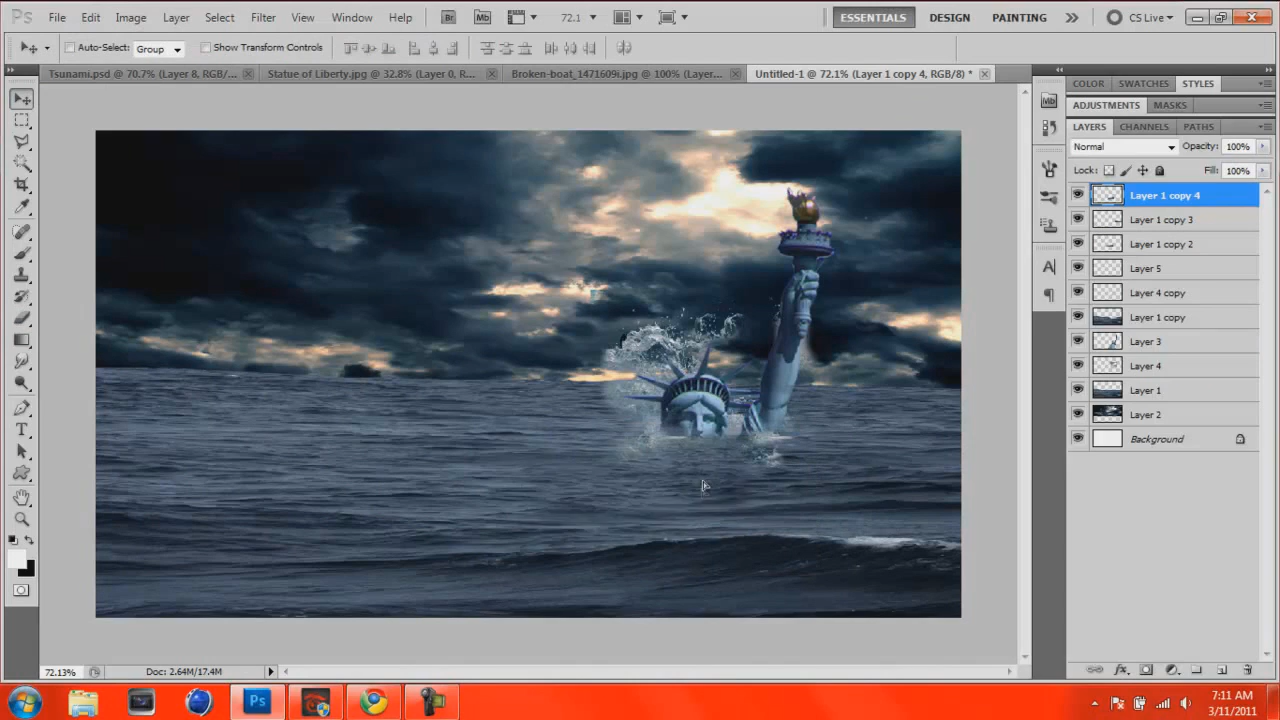 Ps File Edit Image Layer Select Filter View Window Help Br Mb 72.1 ESSENTIALS DESIGN PAINTING CS Live
Auto-Select: Group Show Transform Controls
Tsunami.psd @ 70.7% (Layer 8, RGB/... Statue of Liberty.jpg @ 32.8% (Layer 0, R... Broken-boat_1471609i.jpg @ 100% (Layer... Untitled-1 @ 72.1% (Layer 1 copy 4, RGB/8) *
COLOR SWATCHES STYLES
Mb
ADJUSTMENTS MASKS
LAYERS CHANNELS PATHS
Normal Opacity: 100%
Lock: Fill: 100%
Layer 1 copy 4
Layer 1 copy 3
Layer 1 copy 2
A Layer 5
Layer 4 copy
Layer 1 copy
Layer 3
Layer 4
Layer 1
Layer 2
T Background
72.13% Doc: 2.64M/17.4M
Ps
7:11 AM
3/11/2011